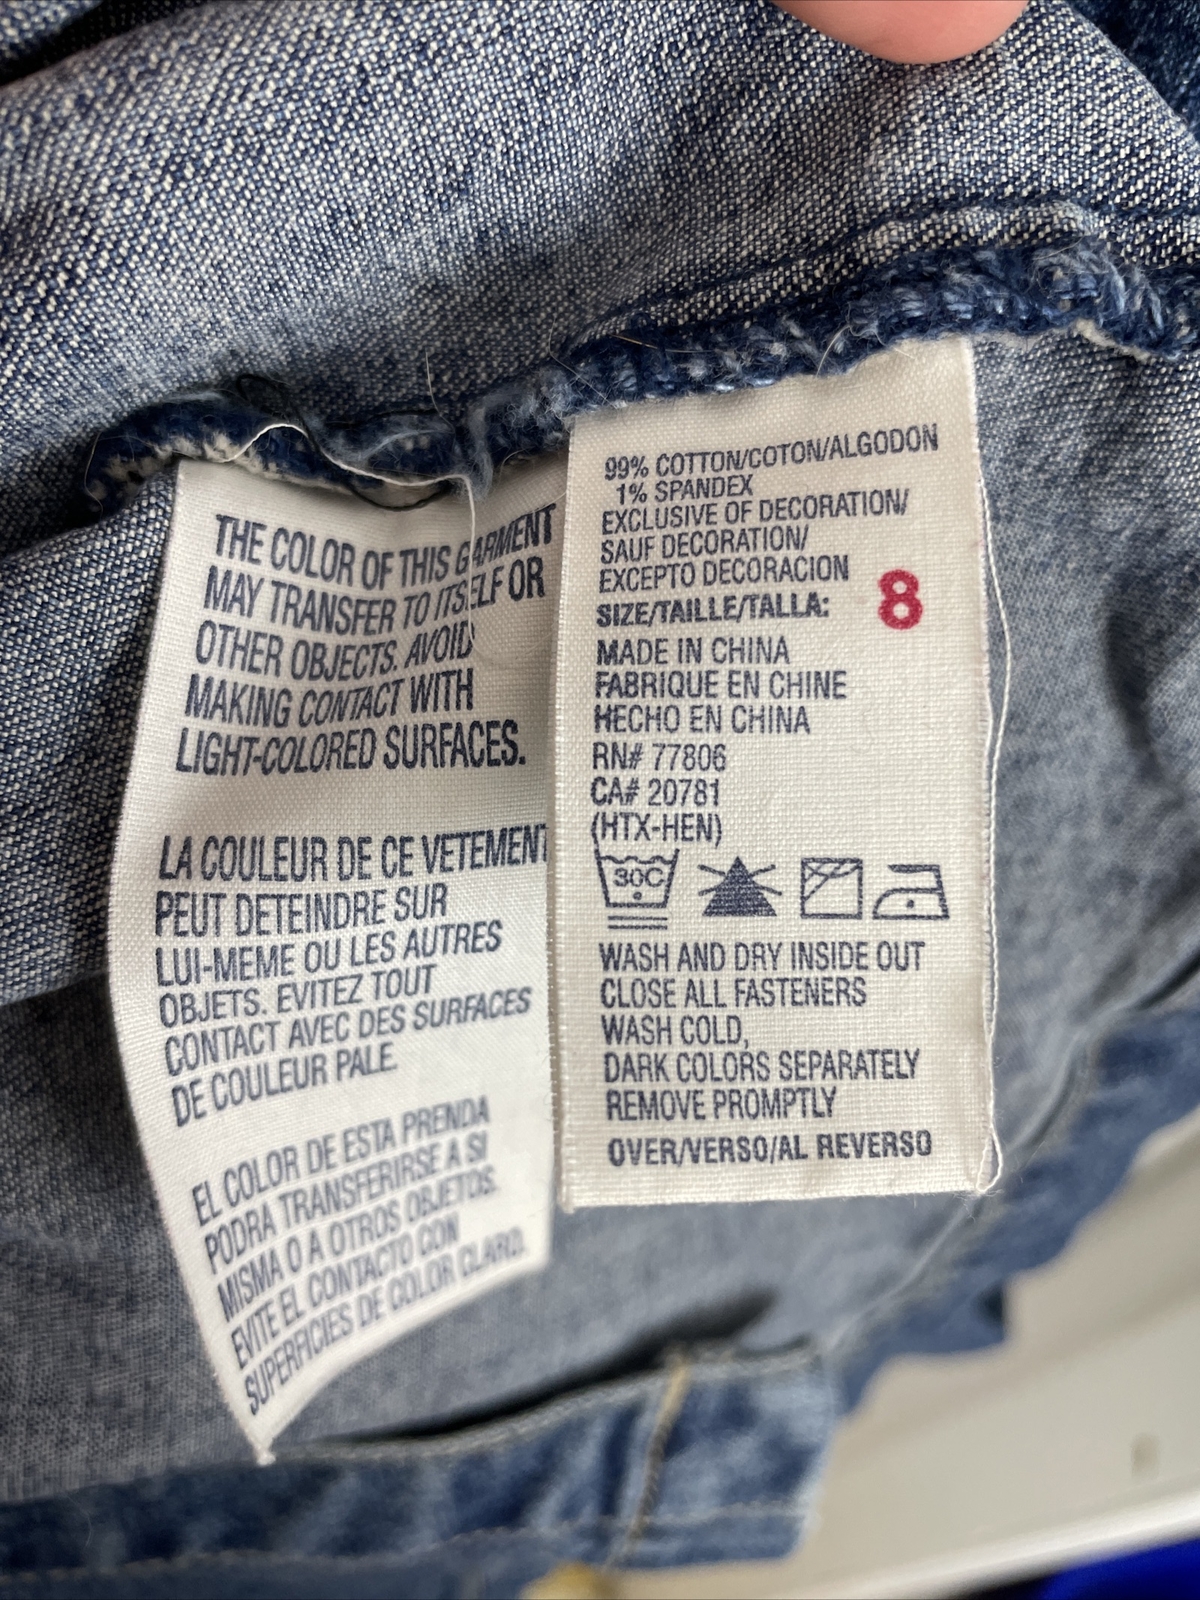 THE COLOR OF THIS GARMENT
MAY TRANSFER TO ITSELF OR
OTHER OBJECTS. AVOID
MAKING CONTACT WITH
LIGHT-COLORED SURFACES.
LA COULEUR DE CE VETEMENT
PEUT DETEINDRE SUR
LUI-MEME OU LES AUTRES
OBJETS. EVITEZ TOUT
CONTACT AVEC DES SURFACES
DE COULEUR PALE.
EL COLOR DE ESTA PRENDA
PODRA TRANSFERIRSE A SI
MISMA O A OTROS OBJETOS.
EVITE EL CONTACTO CON
SUPERFICIES DE COLOR CLARO.
99% COTTON/COTON/ALGODON
1% SPANDEX
EXCLUSIVE OF DECORATION/
SAUF DECORATION/
EXCEPTO DECORACION
SIZE/TAILLE/TALLA: 8
MADE IN CHINA
FABRIQUE EN CHINE
HECHO EN CHINA
RN# 77806
CA# 20781
(HTX-HEN)
30C
WASH AND DRY INSIDE OUT
CLOSE ALL FASTENERS
WASH COLD,
DARK COLORS SEPARATELY
REMOVE PROMPTLY
OVER/VERSO/AL REVERSO